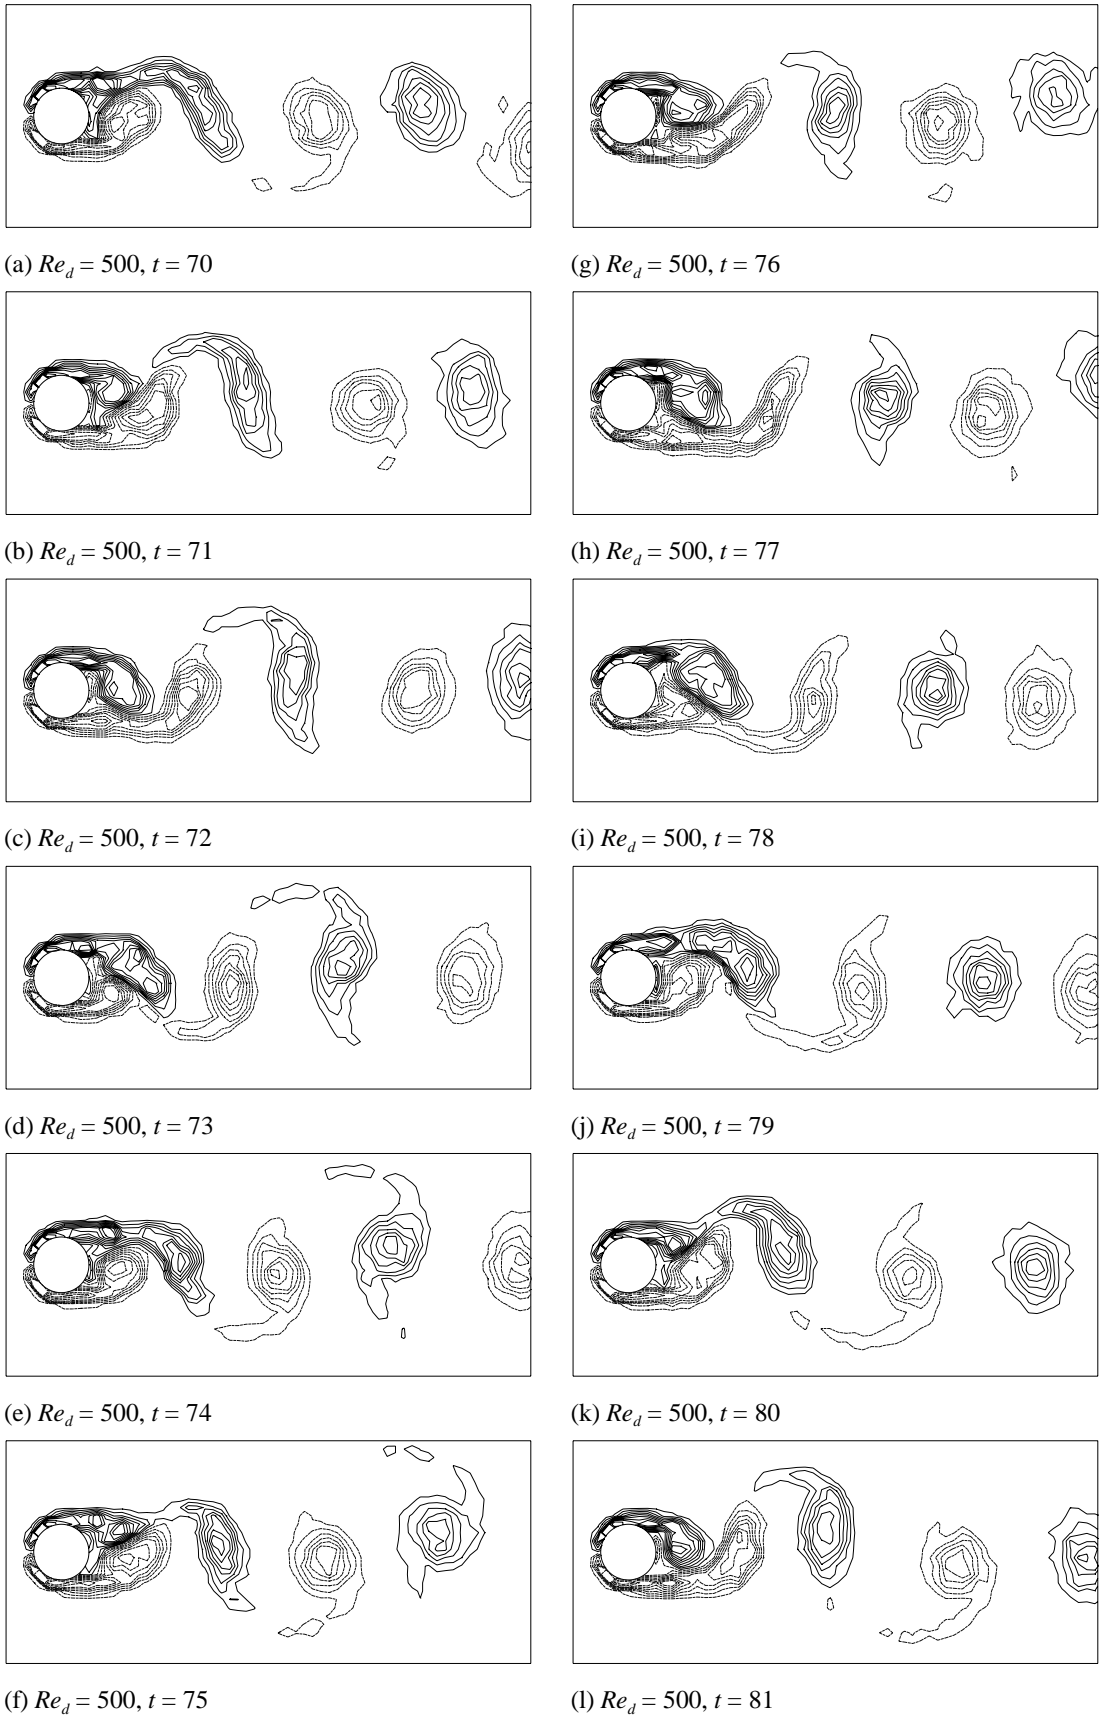 (a) Re_d = 500, t = 70
(g) Re_d = 500, t = 76
(b) Re_d = 500, t = 71
(h) Re_d = 500, t = 77
(c) Re_d = 500, t = 72
(i) Re_d = 500, t = 78
(d) Re_d = 500, t = 73
(j) Re_d = 500, t = 79
(e) Re_d = 500, t = 74
(k) Re_d = 500, t = 80
(f) Re_d = 500, t = 75
(l) Re_d = 500, t = 81